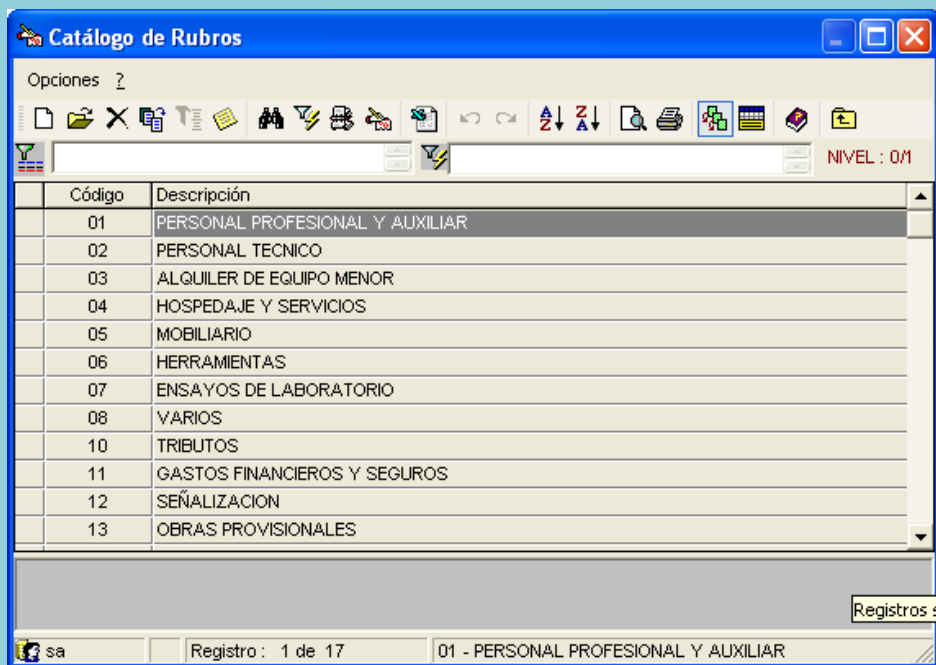 Catálogo de Rubros
Opciones ?
NIVEL : 0/1
Código Descripción
01 PERSONAL PROFESIONAL Y AUXILIAR
02 PERSONAL TECNICO
03 ALQUILER DE EQUIPO MENOR
04 HOSPEDAJE Y SERVICIOS
05 MOBILIARIO
06 HERRAMIENTAS
07 ENSAYOS DE LABORATORIO
08 VARIOS
10 TRIBUTOS
11 GASTOS FINANCIEROS Y SEGUROS
12 SEÑALIZACION
13 OBRAS PROVISIONALES
Registros s
sa Registro : 1 de 17 01 - PERSONAL PROFESIONAL Y AUXILIAR